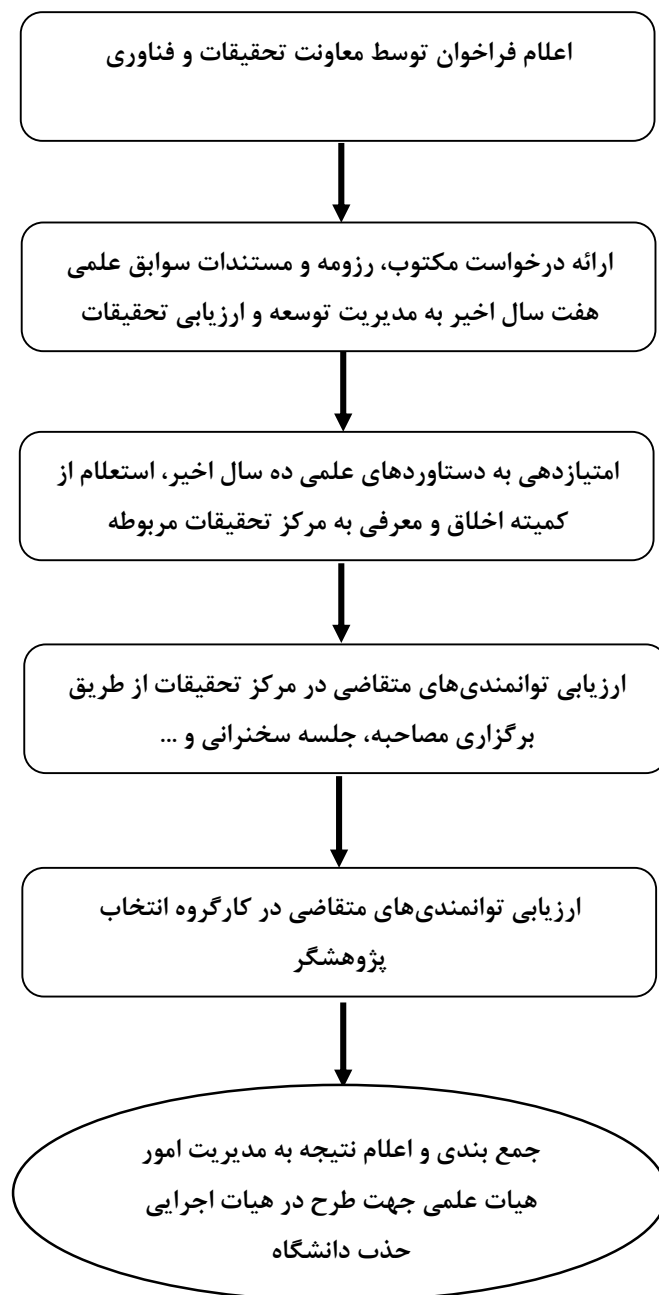 اعلام فراخوان توسط معاونت تحقیقات و فناوری
ارائه درخواست مکتوب، رزومه و مستندات سوابق علمی
هفت سال اخیر به مدیریت توسعه و ارزیابی تحقیقات
امتیازدهی به دستاوردهای علمی ده سال اخیر، استعلام از
کمیته اخلاق و معرفی به مرکز تحقیقات مربوطه
ارزیابی توانمندی‌های متقاضی در مرکز تحقیقات از طریق
برگزاری مصاحبه، جلسه سخنرانی و ...
ارزیابی توانمندی‌های متقاضی در کارگروه انتخاب
پژوهشگر
جمع بندی و اعلام نتیجه به مدیریت امور
هیات علمی جهت طرح در هیات اجرایی
حذب دانشگاه